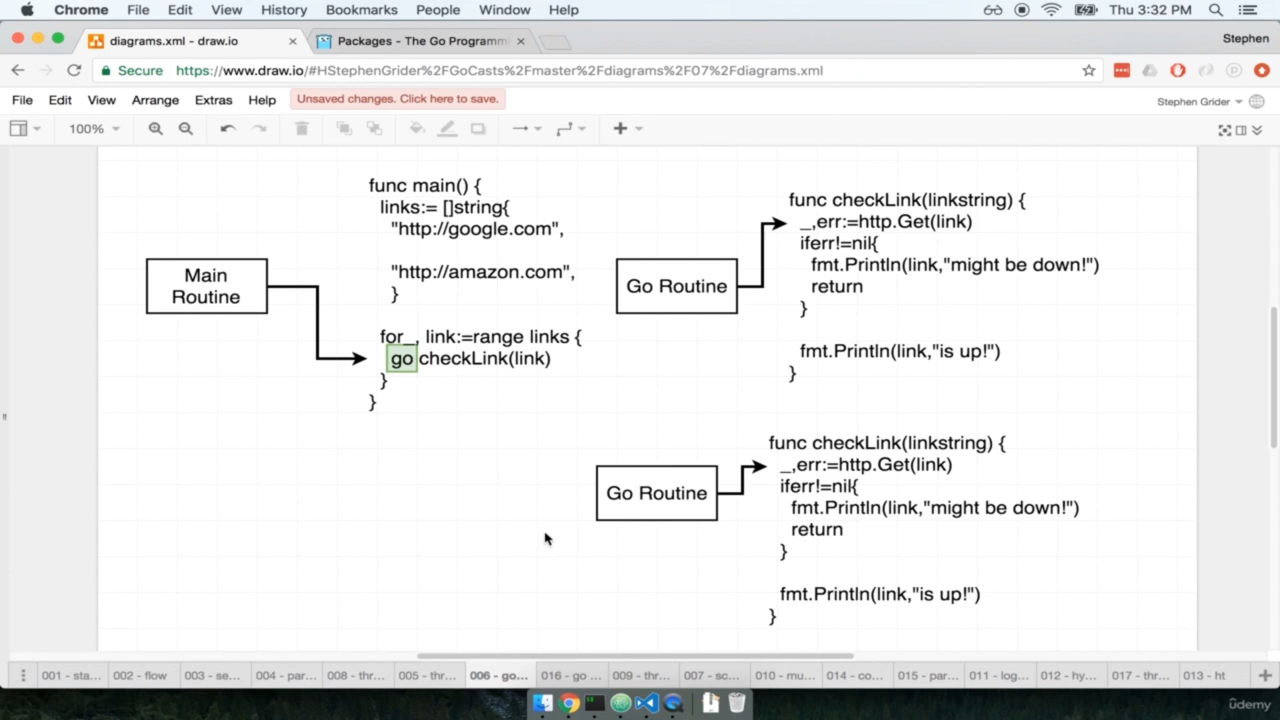 Chrome File Edit View History Bookmarks People Window Help Thu 3:32 PM
diagrams.xml - draw.io Packages - The Go Programmi Stephen
Secure https://www.draw.io/#HStephenGrider%2FGoCasts%2Fmaster%2Fdiagrams%2F07%2Fdiagrams.xml
File Edit View Arrange Extras Help Unsaved changes. Click here to save. Stephen Grider
100%
func main() {
links:= []string{
"http://google.com",
"http://amazon.com",
}
for_, link:=range links {
go checkLink(link)
}
}
Main
Routine
Go Routine
func checkLink(linkstring) {
_,err:=http.Get(link)
iferr!=nil{
fmt.Println(link,"might be down!")
return
}
fmt.Println(link,"is up!")
}
Go Routine
func checkLink(linkstring) {
_,err:=http.Get(link)
iferr!=nil{
fmt.Println(link,"might be down!")
return
}
fmt.Println(link,"is up!")
}
001 - sta... 002 - flow 003 - se... 004 - par... 008 - thr... 005 - thr... 006 - go... 016 - go ... 009 - thr... 007 - sc... 010 - mu... 014 - co... 015 - par... 011 - log... 012 - hy... 017 - thr... 013 - ht
ûdemy